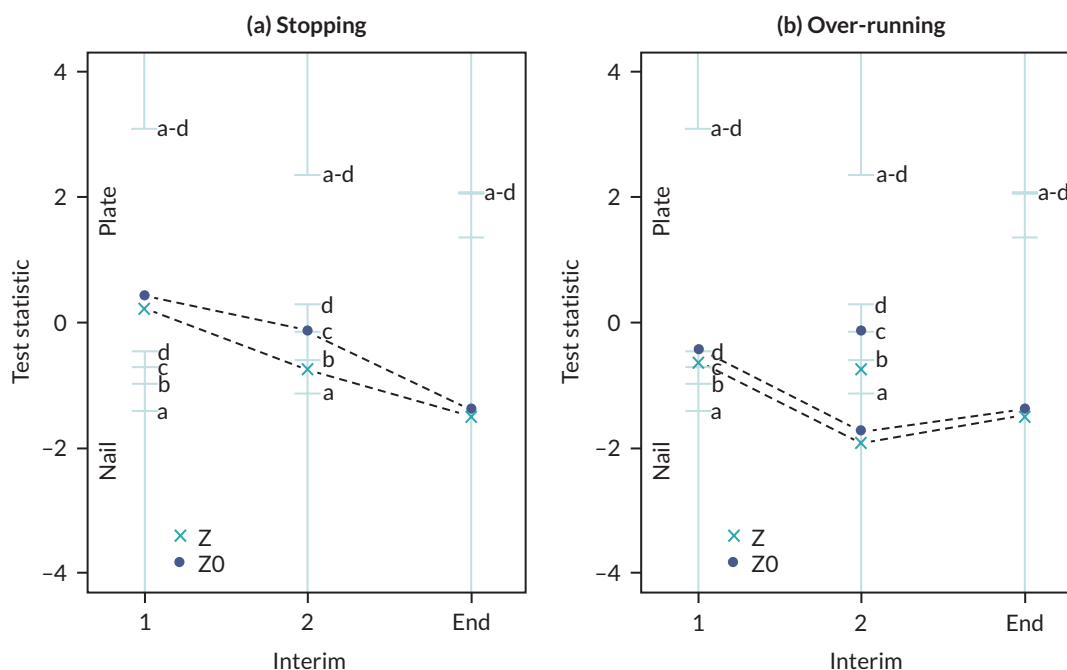 (a) Stopping
4
2
0
−2
−4
Test statistic
Plate
Nail
a-d
a-d
a-d
d
c
b
a
d
c
b
a
Z
Z0
1
2
End
Interim
(b) Over-running
4
2
0
−2
−4
Test statistic
Plate
Nail
a-d
a-d
a-d
d
c
b
a
d
c
b
a
Z
Z0
1
2
End
Interim